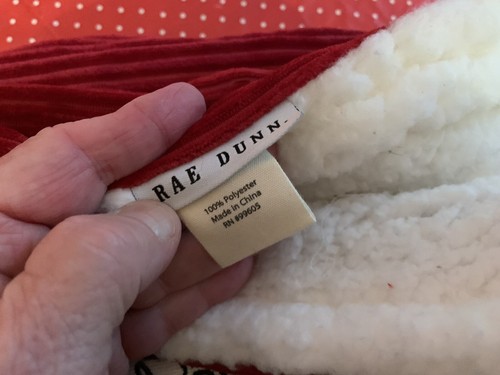 RAE DUNN.
100% Polyester
Made in China
RN #99605